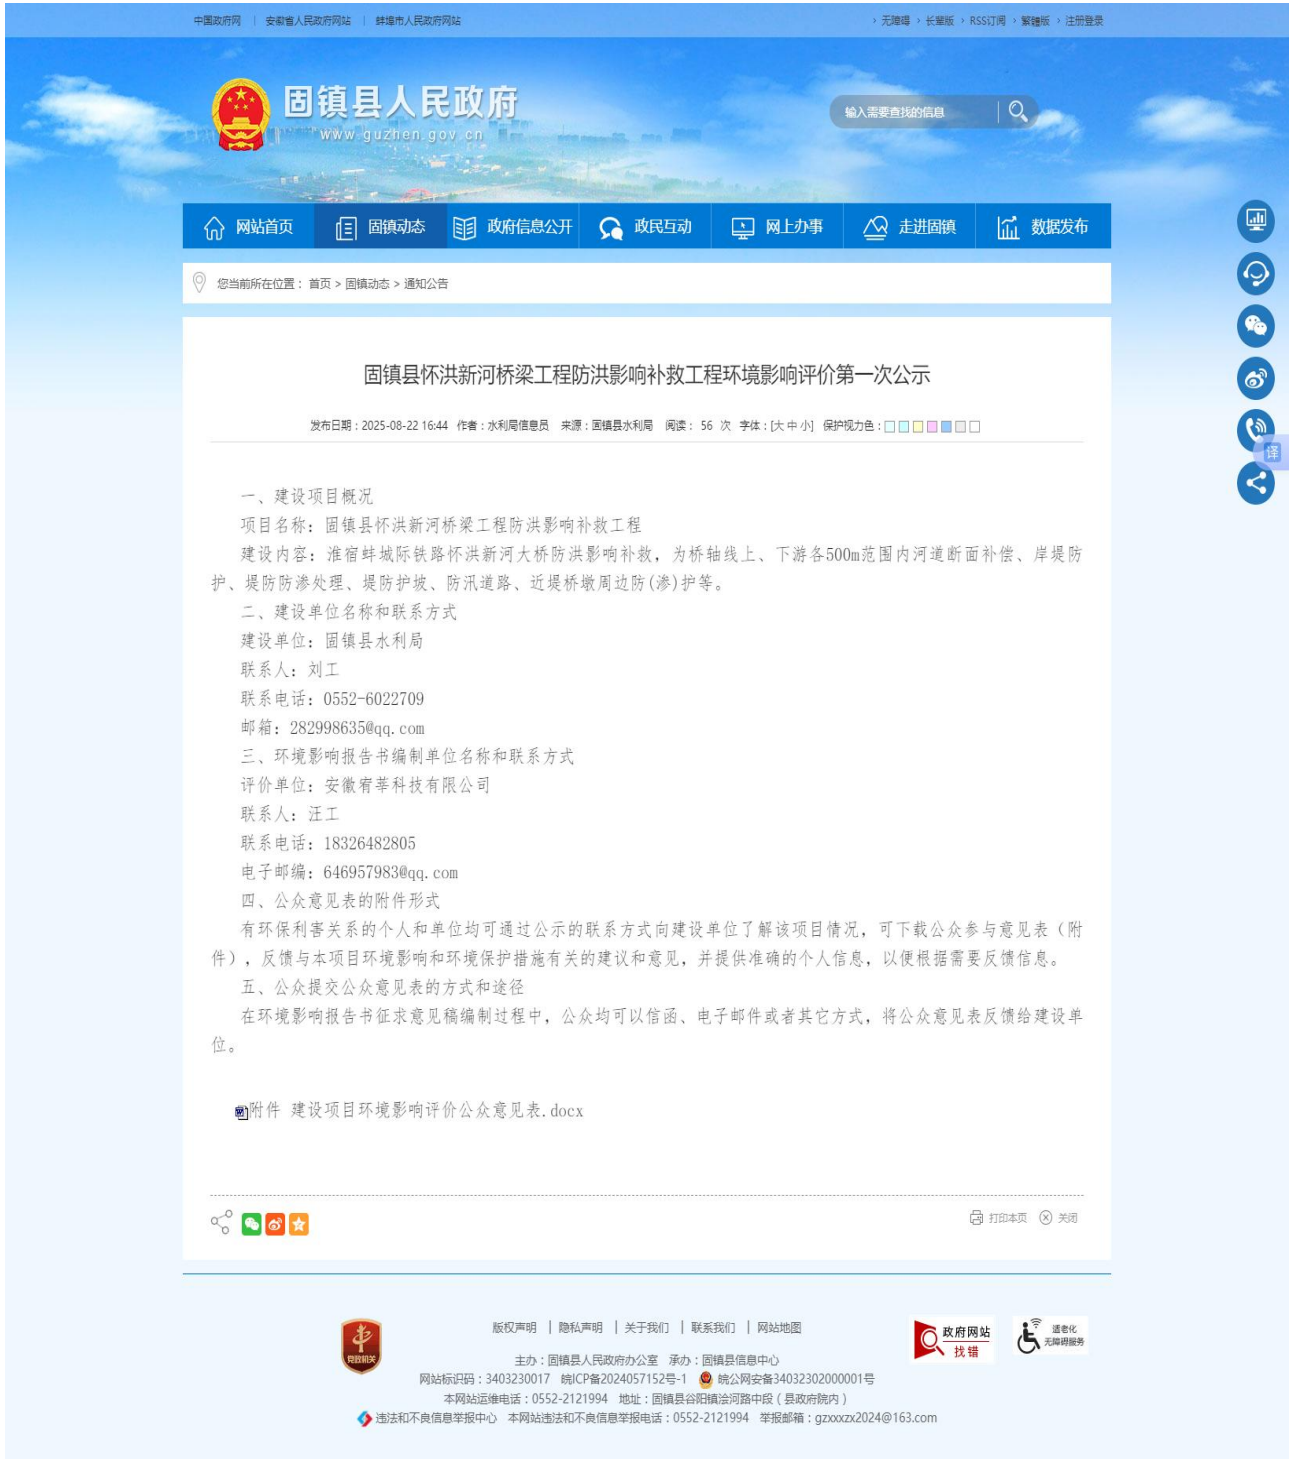 中国政府网 | 安徽省人民政府网站 | 蚌埠市人民政府网站
› 无障碍 › 长辈版 › RSS订阅 › 繁體版 › 注册登录
固镇县人民政府
www.guzhen.gov.cn
输入需要查找的信息
网站首页 固镇动态 政府信息公开 政民互动 网上办事 走进固镇 数据发布
您当前所在位置： 首页 > 固镇动态 > 通知公告
译
固镇县怀洪新河桥梁工程防洪影响补救工程环境影响评价第一次公示
发布日期：2025-08-22 16:44 作者：水利局信息员 来源：固镇县水利局 阅读： 56 次 字体：[大 中 小] 保护视力色：
一、建设项目概况
项目名称：固镇县怀洪新河桥梁工程防洪影响补救工程
建设内容：淮宿蚌城际铁路怀洪新河大桥防洪影响补救，为桥轴线上、下游各500m范围内河道断面补偿、岸堤防
护、堤防防渗处理、堤防护坡、防汛道路、近堤桥墩周边防(渗)护等。
二、建设单位名称和联系方式
建设单位：固镇县水利局
联系人：刘工
联系电话：0552-6022709
邮箱：282998635@qq.com
三、环境影响报告书编制单位名称和联系方式
评价单位：安徽宥莘科技有限公司
联系人：汪工
联系电话：18326482805
电子邮编：646957983@qq.com
四、公众意见表的附件形式
有环保利害关系的个人和单位均可通过公示的联系方式向建设单位了解该项目情况，可下载公众参与意见表（附
件），反馈与本项目环境影响和环境保护措施有关的建议和意见，并提供准确的个人信息，以便根据需要反馈信息。
五、公众提交公众意见表的方式和途径
在环境影响报告书征求意见稿编制过程中，公众均可以信函、电子邮件或者其它方式，将公众意见表反馈给建设单
位。
附件 建设项目环境影响评价公众意见表.docx
打印本页 关闭
党政机关
版权声明 | 隐私声明 | 关于我们 | 联系我们 | 网站地图
政府网站
找错
适老化
无障碍服务
主办：固镇县人民政府办公室 承办：固镇县信息中心
网站标识码：3403230017 皖ICP备2024057152号-1 皖公网安备34032302000001号
本网站运维电话：0552-2121994 地址：固镇县谷阳镇浍河路中段（县政府院内）
违法和不良信息举报中心 本网站违法和不良信息举报电话：0552-2121994 举报邮箱：gzxxxzx2024@163.com